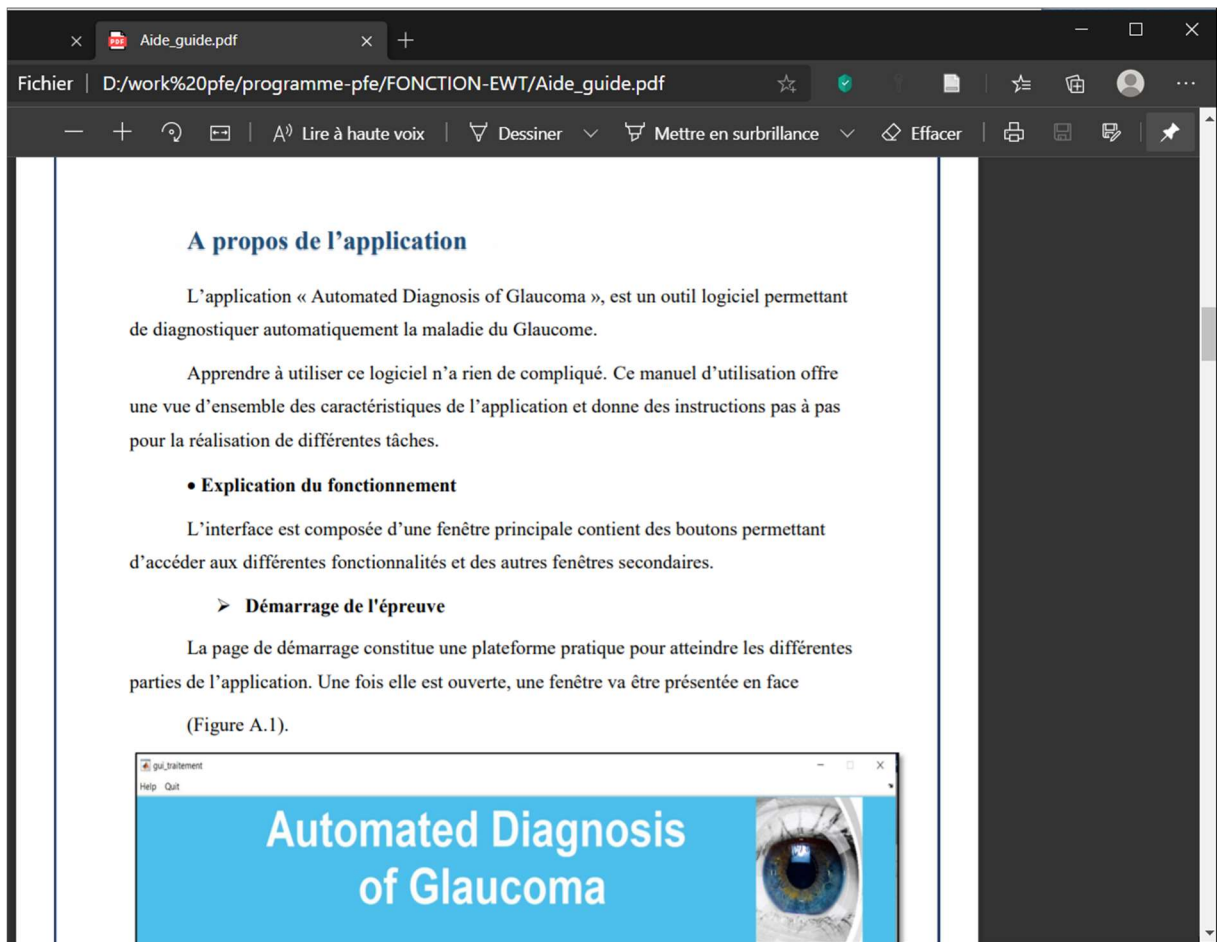 Aide_guide.pdf
Fichier | D:/work%20pfe/programme-pfe/FONCTION-EWT/Aide_guide.pdf
Lire à haute voix | Dessiner Mettre en surbrillance Effacer
A propos de l’application
L’application « Automated Diagnosis of Glaucoma », est un outil logiciel permettant
de diagnostiquer automatiquement la maladie du Glaucome.
Apprendre à utiliser ce logiciel n’a rien de compliqué. Ce manuel d’utilisation offre
une vue d’ensemble des caractéristiques de l’application et donne des instructions pas à pas
pour la réalisation de différentes tâches.
• Explication du fonctionnement
L’interface est composée d’une fenêtre principale contient des boutons permettant
d’accéder aux différentes fonctionnalités et des autres fenêtres secondaires.
➢ Démarrage de l'épreuve
La page de démarrage constitue une plateforme pratique pour atteindre les différentes
parties de l’application. Une fois elle est ouverte, une fenêtre va être présentée en face
(Figure A.1).
gui_traitement
Help Quit
Automated Diagnosis
of Glaucoma